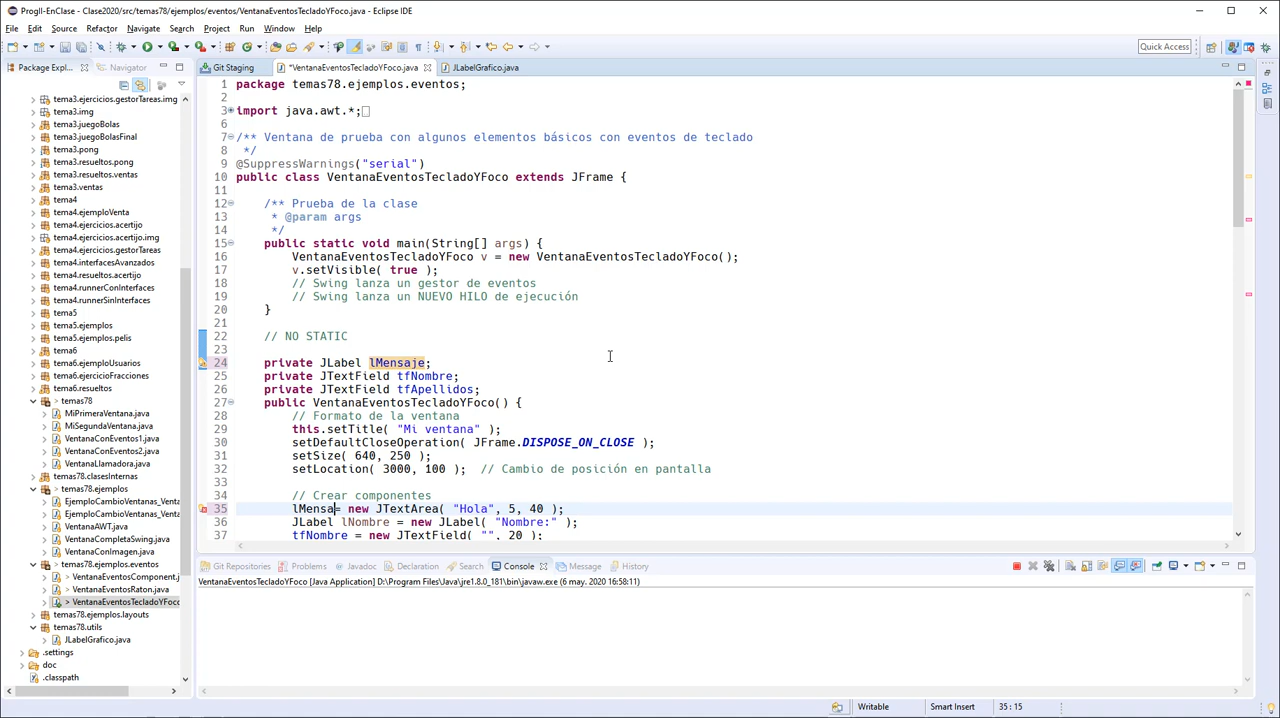 ProgII-EnClase - Clase2020/src/temas78/ejemplos/eventos/VentanaEventosTecladoYFoco.java - Eclipse IDE
File Edit Source Refactor Navigate Search Project Run Window Help
Quick Access
Package Expl...
Navigator
Git Staging
*VentanaEventosTecladoYFoco.java
JLabelGrafico.java
tema3.ejercicios.gestorTareas.img
tema3.img
tema3.juegoBolas
tema3.juegoBolasFinal
tema3.pong
tema3.resueltos.pong
tema3.resueltos.ventas
tema3.ventas
tema4
tema4.ejemploVenta
tema4.ejercicios.acertijo
tema4.ejercicios.acertijo.img
tema4.ejercicios.gestorTareas
tema4.interfacesAvanzados
tema4.resueltos.acertijo
tema4.runnerConInterfaces
tema4.runnerSinInterfaces
tema5
tema5.ejemplos
tema5.ejemplos.pelis
tema6
tema6.ejemploUsuarios
tema6.ejercicioFracciones
tema6.resueltos
> temas78
MiPrimeraVentana.java
MiSegundaVentana.java
VentanaConEventos1.java
VentanaConEventos2.java
VentanaLlamadora.java
temas78.clasesInternas
> temas78.ejemplos
EjemploCambioVentanas_Venta
EjemploCambioVentanas_Venta
VentanaAWT.java
VentanaCompletaSwing.java
VentanaConImagen.java
> temas78.ejemplos.eventos
> VentanaEventosComponent.j
> VentanaEventosRaton.java
> VentanaEventosTecladoYFoco
temas78.ejemplos.layouts
temas78.utils
JLabelGrafico.java
.settings
doc
.classpath
1 package temas78.ejemplos.eventos;
2
3 import java.awt.*;
6
7 /** Ventana de prueba con algunos elementos básicos con eventos de teclado
8 */
9 @SuppressWarnings("serial")
10 public class VentanaEventosTecladoYFoco extends JFrame {
11
12 /** Prueba de la clase
13 * @param args
14 */
15 public static void main(String[] args) {
16 VentanaEventosTecladoYFoco v = new VentanaEventosTecladoYFoco();
17 v.setVisible( true );
18 // Swing lanza un gestor de eventos
19 // Swing lanza un NUEVO HILO de ejecución
20 }
21
22 // NO STATIC
23
24 private JLabel lMensaje;
25 private JTextField tfNombre;
26 private JTextField tfApellidos;
27 public VentanaEventosTecladoYFoco() {
28 // Formato de la ventana
29 this.setTitle( "Mi ventana" );
30 setDefaultCloseOperation( JFrame.DISPOSE_ON_CLOSE );
31 setSize( 640, 250 );
32 setLocation( 3000, 100 ); // Cambio de posición en pantalla
33
34 // Crear componentes
35 lMensa= new JTextArea( "Hola", 5, 40 );
36 JLabel lNombre = new JLabel( "Nombre:" );
37 tfNombre = new JTextField( "", 20 );
Git Repositories Problems Javadoc Declaration Search Console Message History
VentanaEventosTecladoYFoco [Java Application] D:\Program Files\Java\jre1.8.0_181\bin\javaw.exe (6 may. 2020 16:58:11)
Writable
Smart Insert
35 : 15